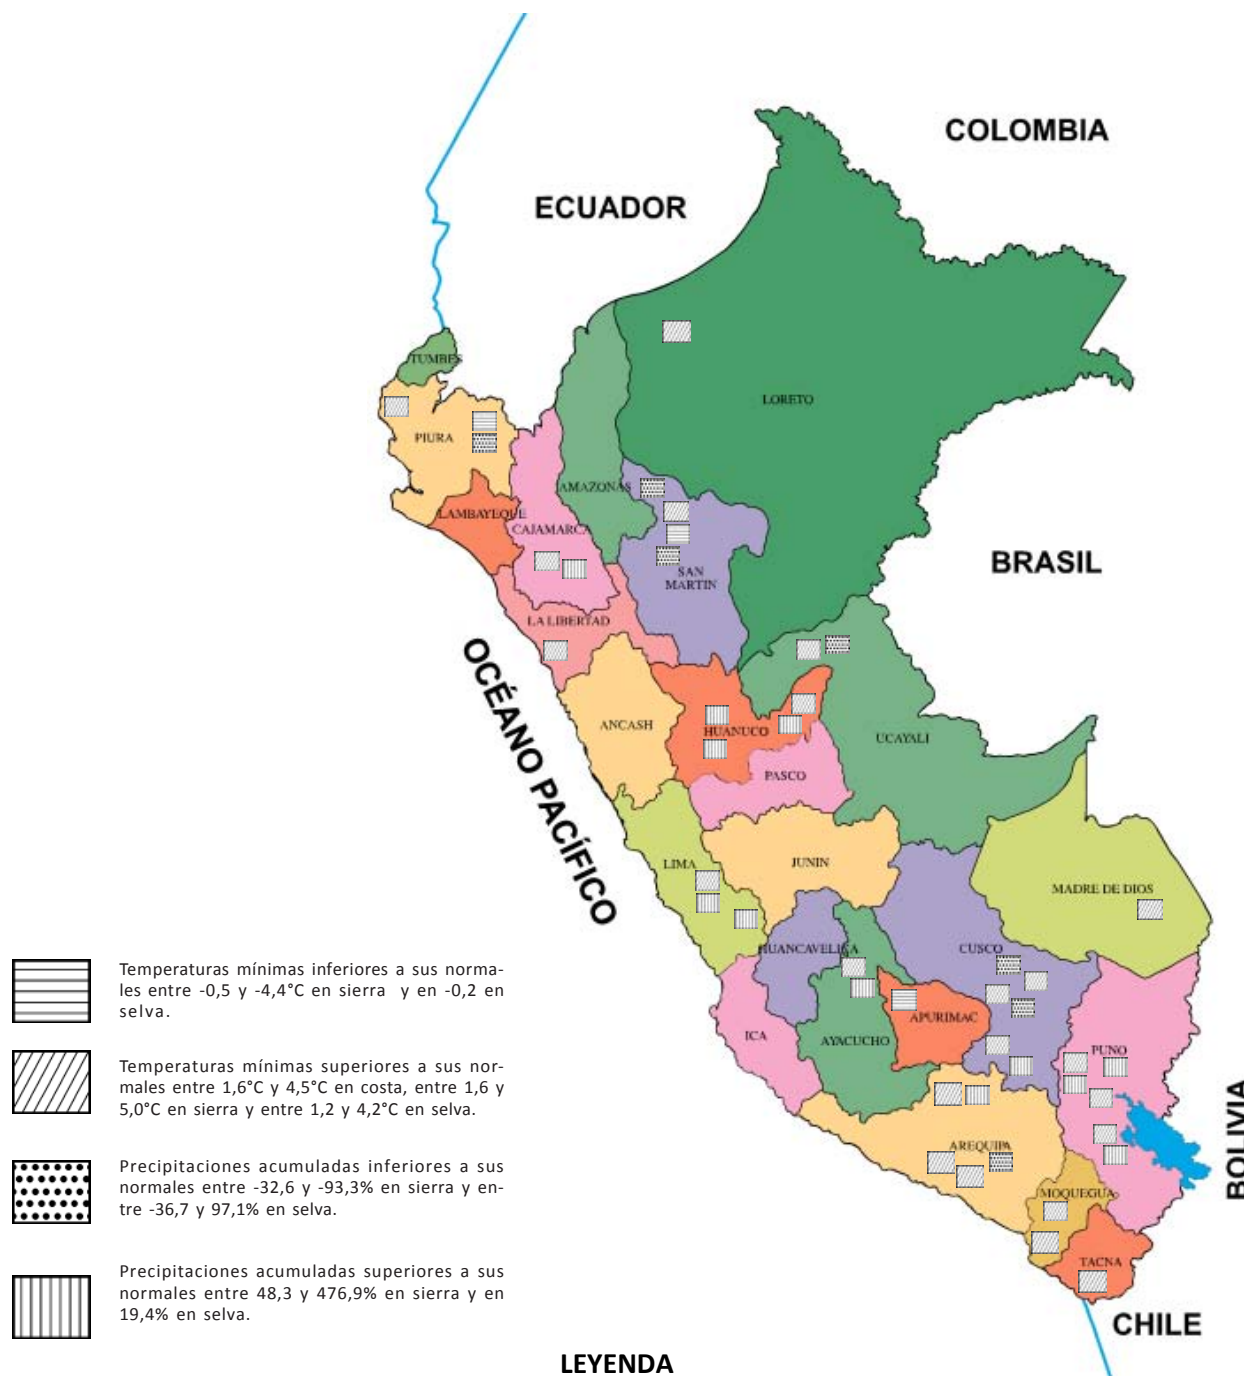 COLOMBIA
ECUADOR
TUMBES
LORETO
PIURA
AMAZONAS
LAMBAYEQUE
CAJAMARCA
BRASIL
SAN
MARTIN
LA LIBERTAD
OCÉANO PACÍFICO
ANCASH
HUANUCO
UCAYALI
PASCO
LIMA
JUNIN
MADRE DE DIOS
HUANCAVELICA
CUSCO
Temperaturas mínimas inferiores a sus norma-
les entre -0,5 y -4,4°C en sierra y en -0,2 en
selva.
APURIMAC
ICA
AYACUCHO
PUNO
Temperaturas mínimas superiores a sus nor-
males entre 1,6°C y 4,5°C en costa, entre 1,6 y
5,0°C en sierra y entre 1,2 y 4,2°C en selva.
BOLIVIA
AREQUIPA
Precipitaciones acumuladas inferiores a sus
normales entre -32,6 y -93,3% en sierra y en-
tre -36,7 y 97,1% en selva.
MOQUEGUA
TACNA
Precipitaciones acumuladas superiores a sus
normales entre 48,3 y 476,9% en sierra y en
19,4% en selva.
CHILE
LEYENDA